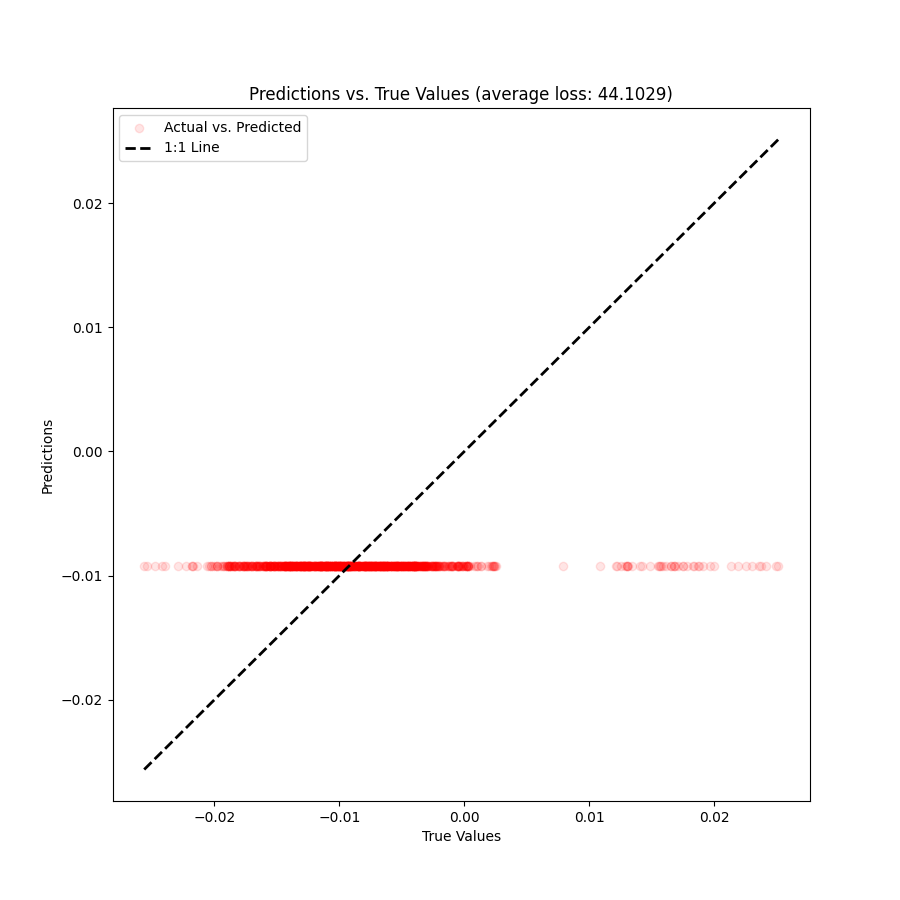 Predictions vs. True Values (average loss: 44.1029)
Actual vs. Predicted
1:1 Line
0.02
0.01
0.00
−0.01
−0.02
Predictions
−0.02
−0.01
0.00
0.01
0.02
True Values